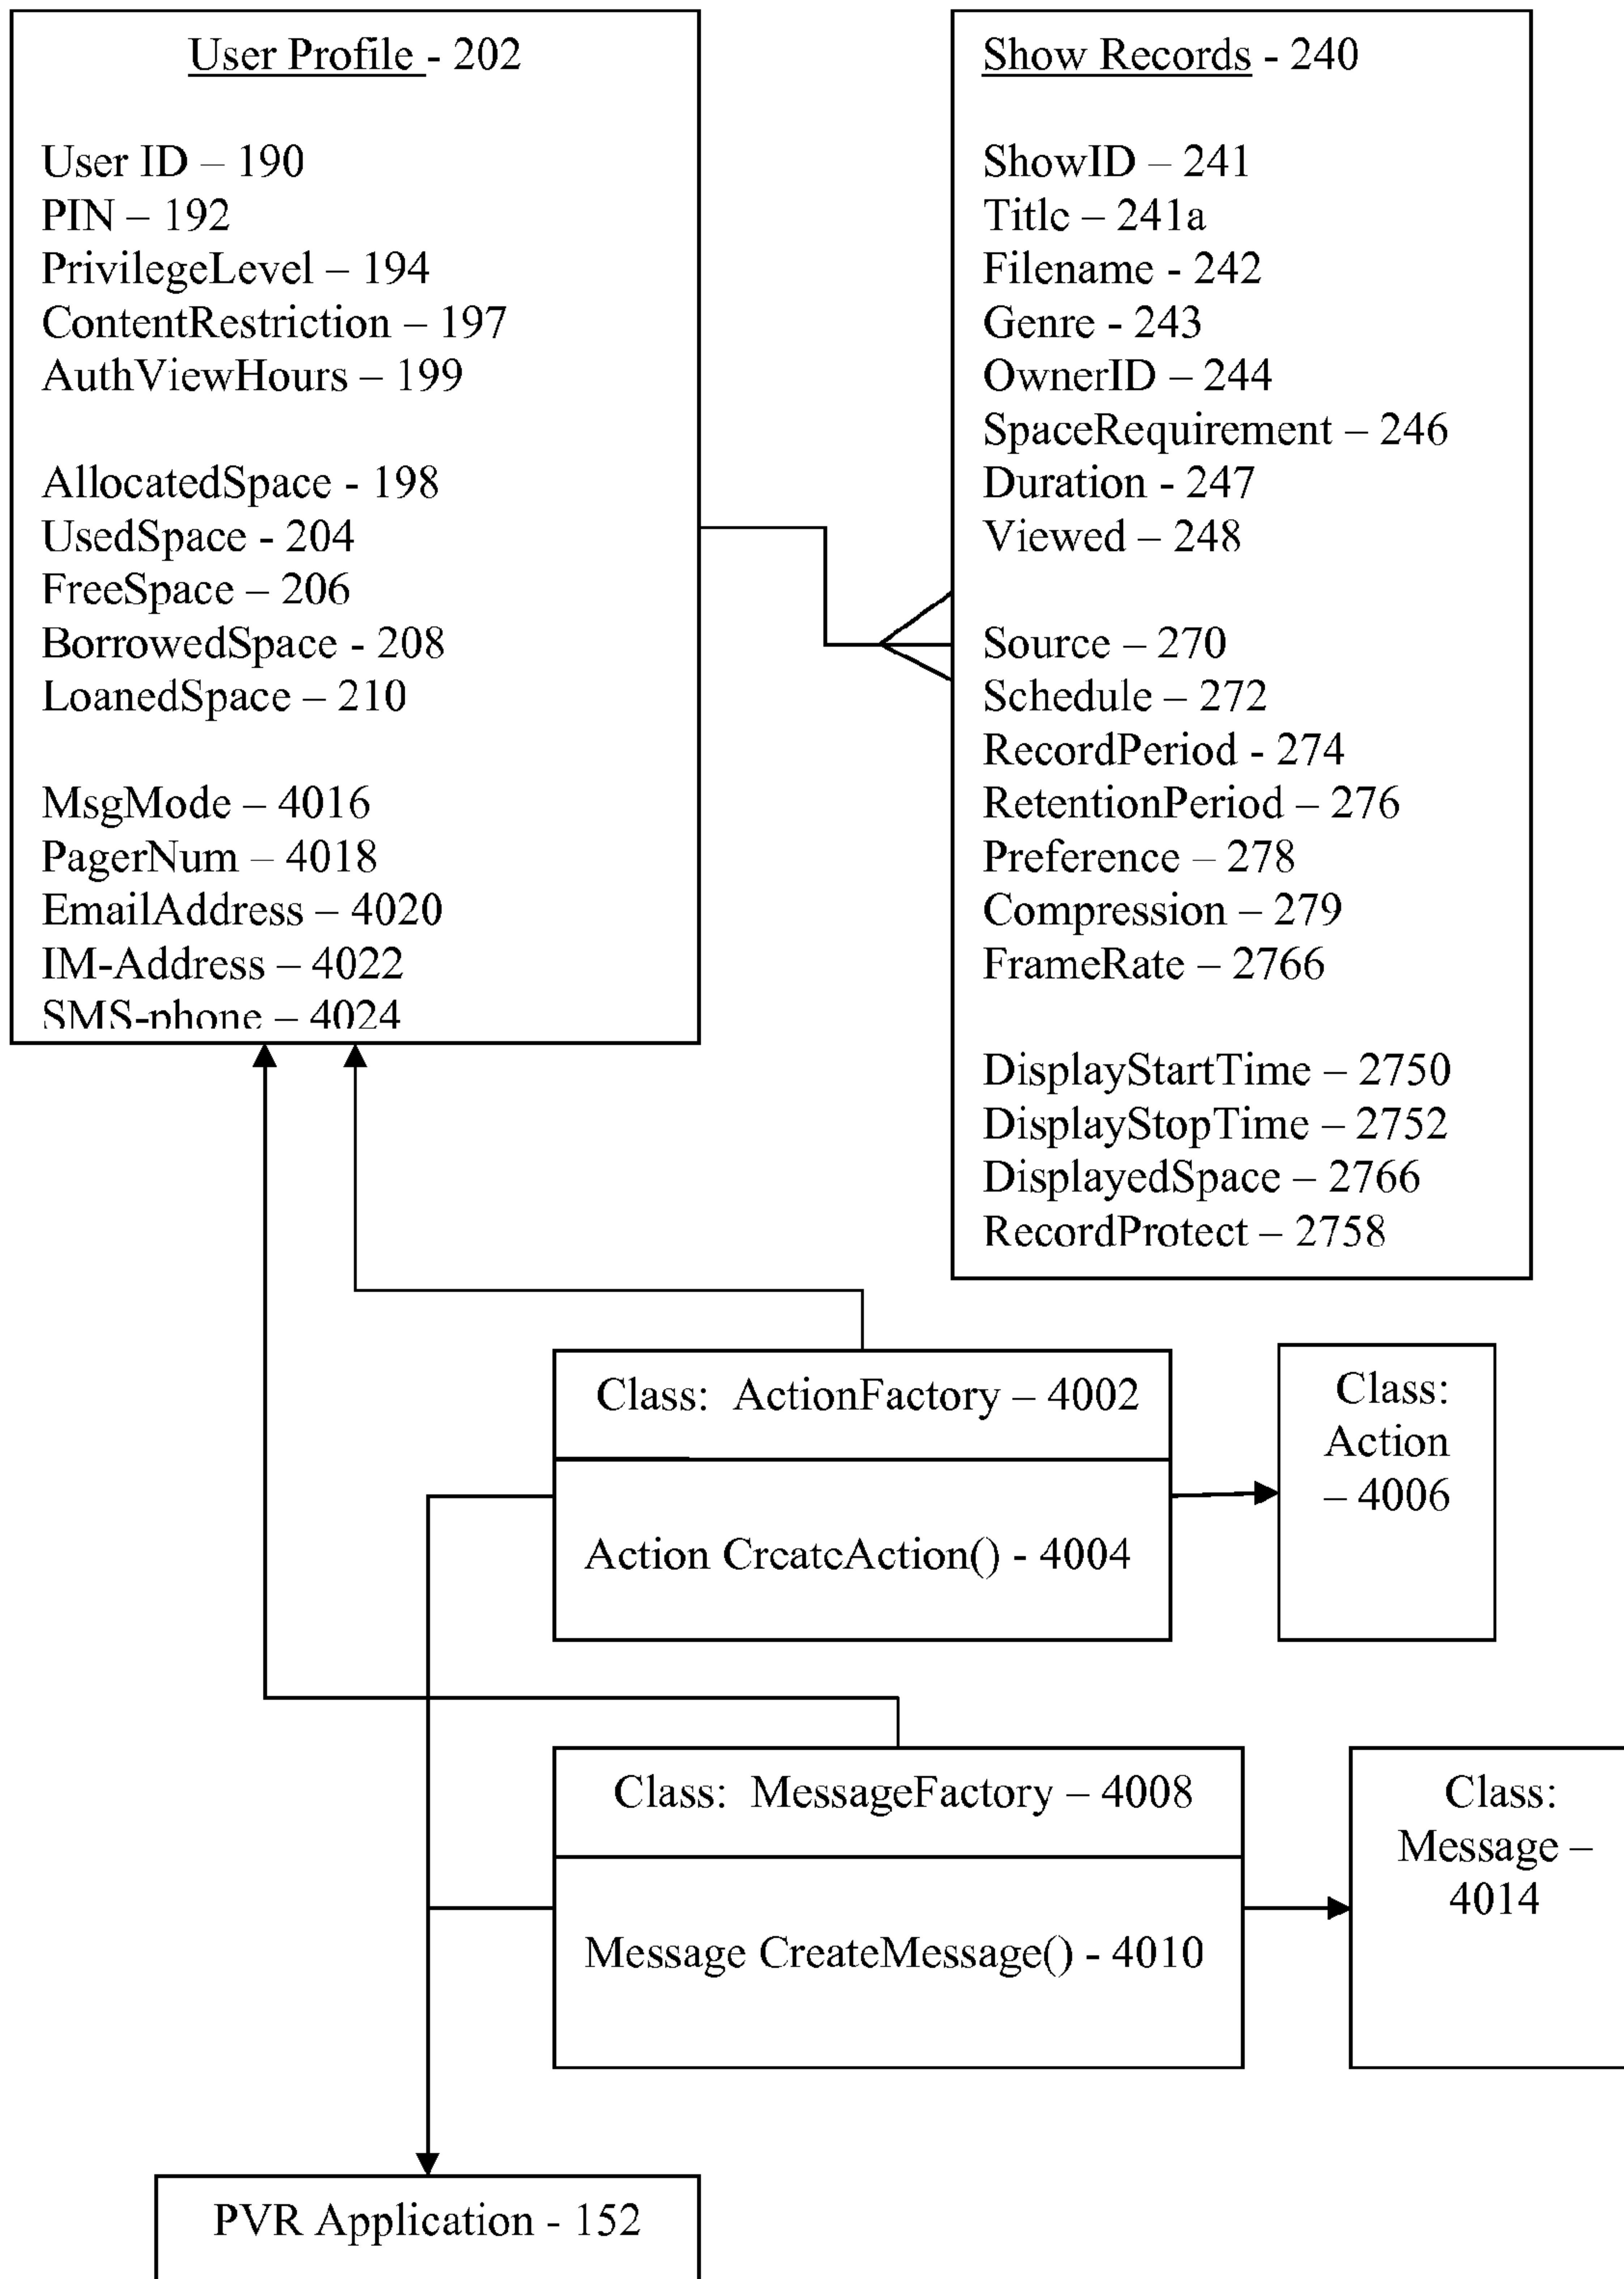 User Profile - 202
User ID – 190
PIN – 192
PrivilegeLevel – 194
ContentRestriction – 197
AuthViewHours – 199
AllocatedSpace - 198
UsedSpace - 204
FreeSpace – 206
BorrowedSpace - 208
LoanedSpace – 210
MsgMode – 4016
PagerNum – 4018
EmailAddress – 4020
IM-Address – 4022
SMS-phone – 4024
Show Records - 240
ShowID – 241
Title – 241a
Filename - 242
Genre - 243
OwnerID – 244
SpaceRequirement – 246
Duration - 247
Viewed – 248
Source – 270
Schedule – 272
RecordPeriod - 274
RetentionPeriod – 276
Preference – 278
Compression – 279
FrameRate – 2766
DisplayStartTime – 2750
DisplayStopTime – 2752
DisplayedSpace – 2766
RecordProtect – 2758
Class: ActionFactory – 4002
Action CreateAction() - 4004
Class:
Action
– 4006
Class: MessageFactory – 4008
Message CreateMessage() - 4010
Class:
Message –
4014
PVR Application - 152